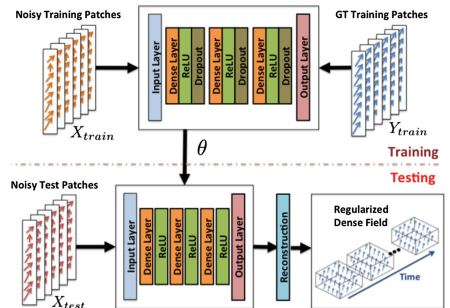 Noisy Training Patches
GT Training Patches
Input Layer
Dense Layer
ReLU
Dropout
Dense Layer
ReLU
Dropout
Dense Layer
ReLU
Dropout
Output Layer
X_train
Y_train
θ
Training
Testing
Noisy Test Patches
Input Layer
Dense Layer
ReLU
Dense Layer
ReLU
Dense Layer
ReLU
Output Layer
Reconstruction
Regularized
Dense Field
Time
X_test